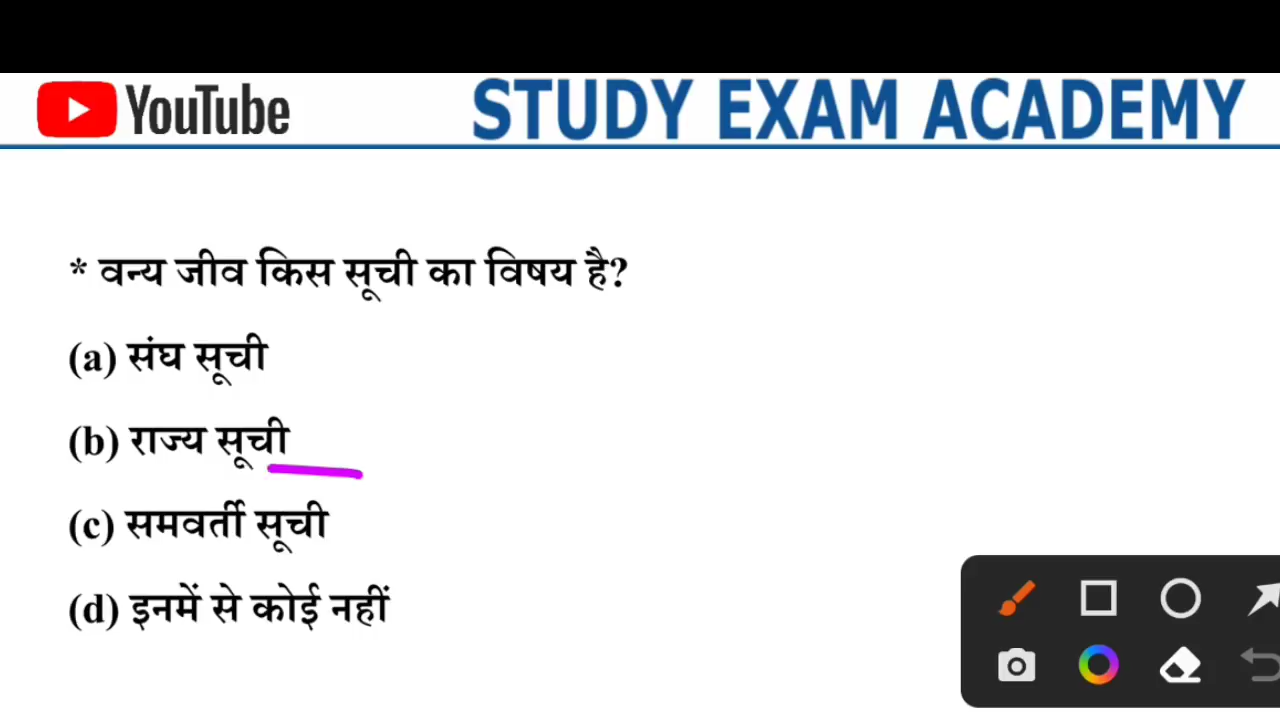 YouTube STUDY EXAM ACADEMY
* वन्य जीव किस सूची का विषय है?
(a) संघ सूची
(b) राज्य सूची
(c) समवर्ती सूची
(d) इनमें से कोई नहीं